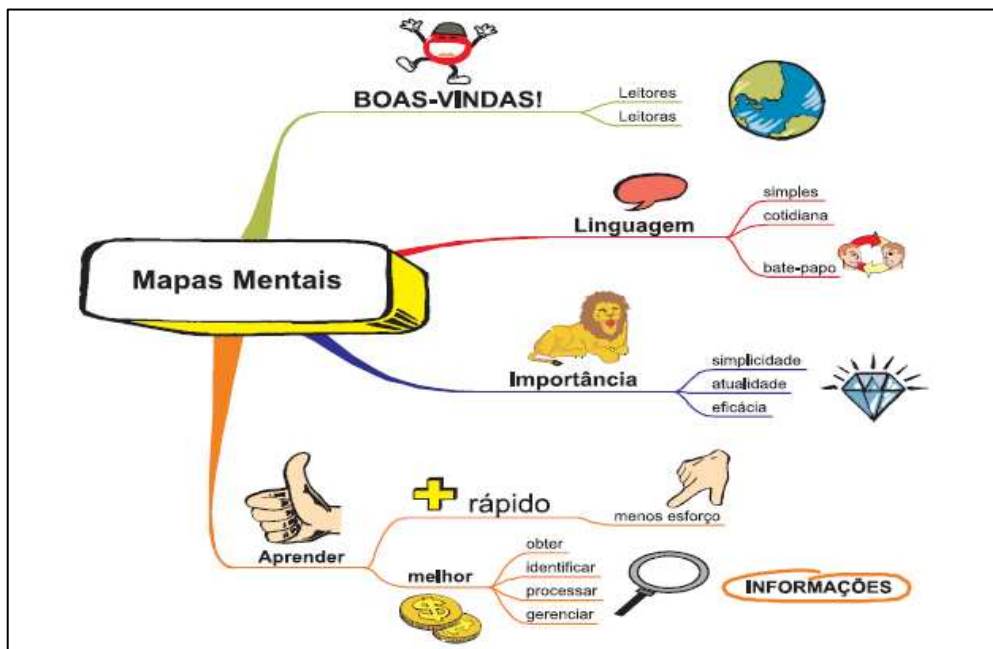 BOAS-VINDAS!
Leitores
Leitoras
Mapas Mentais
Linguagem
simples
cotidiana
bate-papo
Importância
simplicidade
atualidade
eficácia
Aprender
rápido
menos esforço
melhor
obter
identificar
processar
gerenciar
INFORMAÇÕES